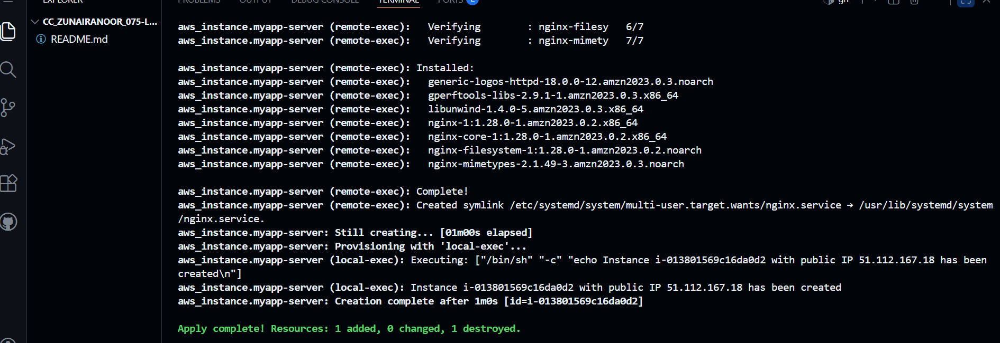 EXPLORER
PROBLEMS OUTPUT DEBUG CONSOLE TERMINAL PORTS 2
gh
CC_ZUNAIRANOOR_075-L...
README.md
aws_instance.myapp-server (remote-exec):   Verifying        : nginx-filesy   6/7
aws_instance.myapp-server (remote-exec):   Verifying        : nginx-mimety   7/7
aws_instance.myapp-server (remote-exec): Installed:
aws_instance.myapp-server (remote-exec):   generic-logos-httpd-18.0.0-12.amzn2023.0.3.noarch
aws_instance.myapp-server (remote-exec):   gperftools-libs-2.9.1-1.amzn2023.0.3.x86_64
aws_instance.myapp-server (remote-exec):   libunwind-1.4.0-5.amzn2023.0.3.x86_64
aws_instance.myapp-server (remote-exec):   nginx-1:1.28.0-1.amzn2023.0.2.x86_64
aws_instance.myapp-server (remote-exec):   nginx-core-1:1.28.0-1.amzn2023.0.2.x86_64
aws_instance.myapp-server (remote-exec):   nginx-filesystem-1:1.28.0-1.amzn2023.0.2.noarch
aws_instance.myapp-server (remote-exec):   nginx-mimetypes-2.1.49-3.amzn2023.0.3.noarch
aws_instance.myapp-server (remote-exec): Complete!
aws_instance.myapp-server (remote-exec): Created symlink /etc/systemd/system/multi-user.target.wants/nginx.service → /usr/lib/systemd/system
/nginx.service.
aws_instance.myapp-server: Still creating... [01m00s elapsed]
aws_instance.myapp-server: Provisioning with 'local-exec'...
aws_instance.myapp-server (local-exec): Executing: ["/bin/sh" "-c" "echo Instance i-013801569c16da0d2 with public IP 51.112.167.18 has been
created\n"]
aws_instance.myapp-server (local-exec): Instance i-013801569c16da0d2 with public IP 51.112.167.18 has been created
aws_instance.myapp-server: Creation complete after 1m0s [id=i-013801569c16da0d2]
Apply complete! Resources: 1 added, 0 changed, 1 destroyed.